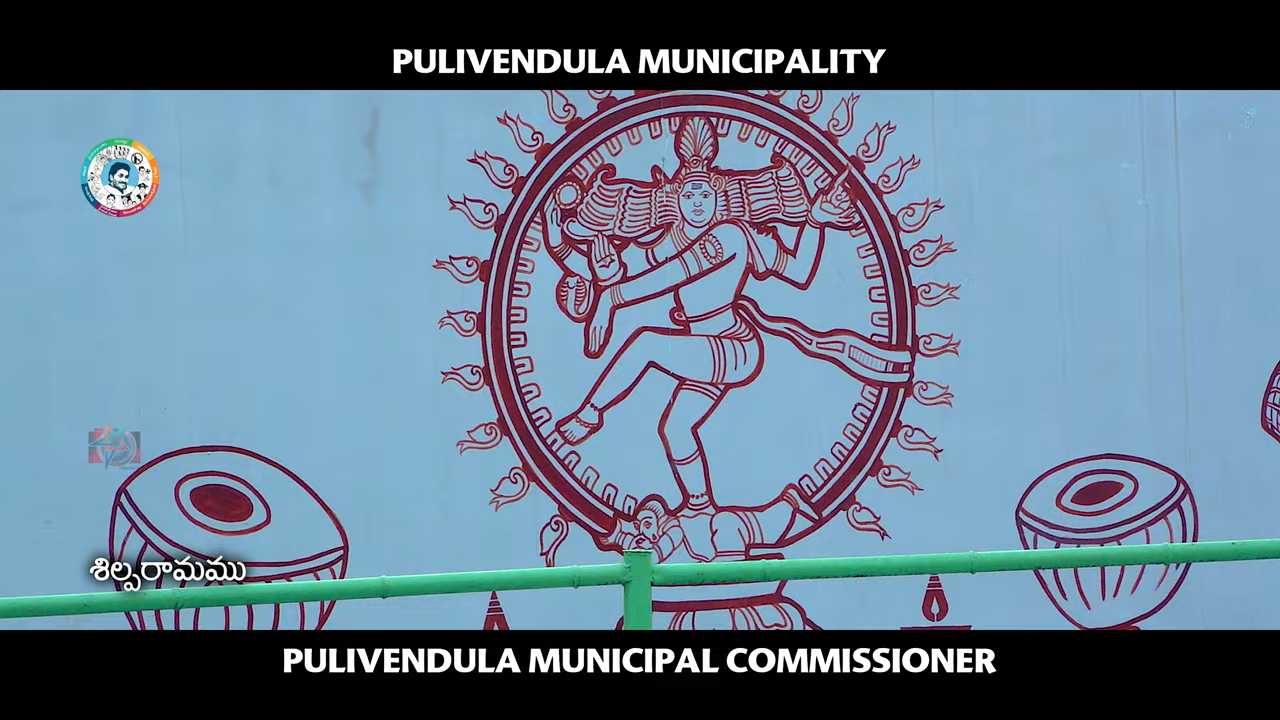 PULIVENDULA MUNICIPALITY
శిల్పరామము
PULIVENDULA MUNICIPAL COMMISSIONER